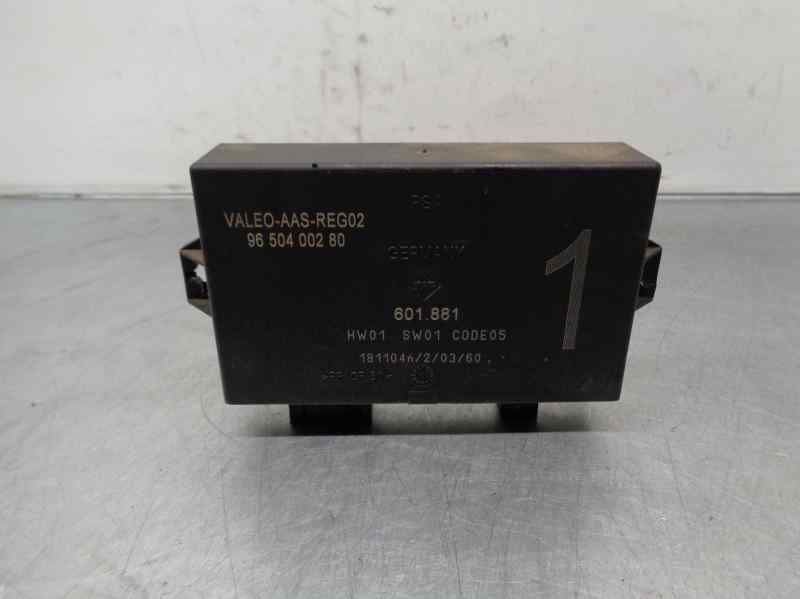 VALEO-AAS-REG02
96 504 002 80
PSA
GERMANY
1
601.881
HW01 SW01 CODE05